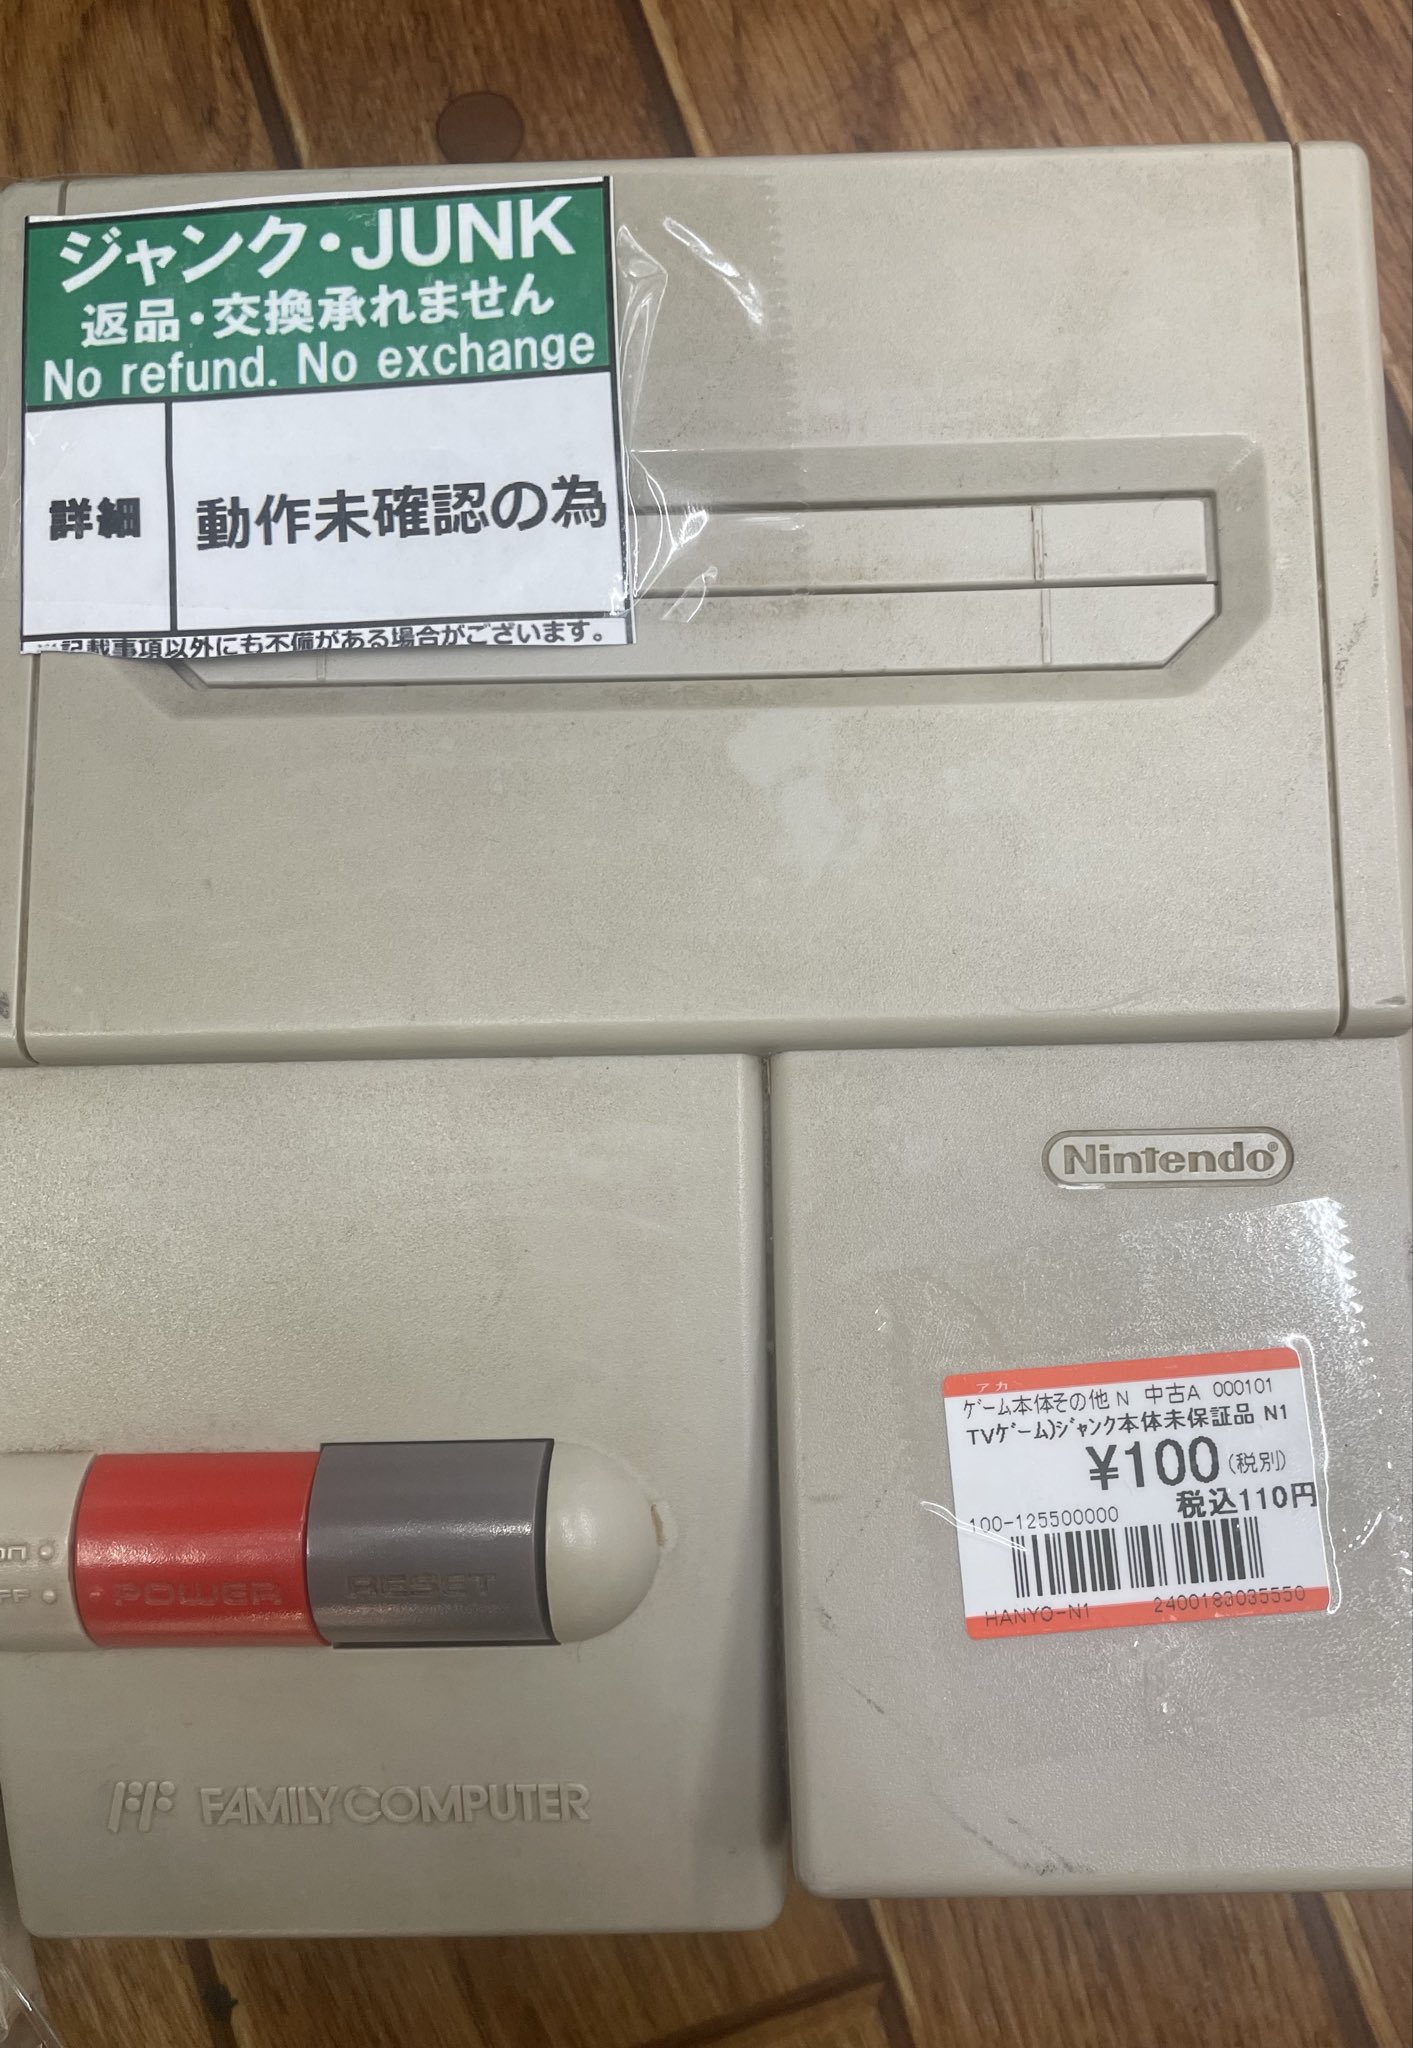 ジャンク・JUNK
返品・交換承れません
No refund. No exchange
詳細
動作未確認の為
※記載事項以外にも不備がある場合がございます。
Nintendo®
アカ
ゲーム本体その他 N 中古A 000101
TVゲーム)ジャンク本体未保証品 N1
¥100(税別)
税込110円
100-125500000
HANYO-N1 2400183035550
ON
OFF
POWER
RESET
FAMILY COMPUTER